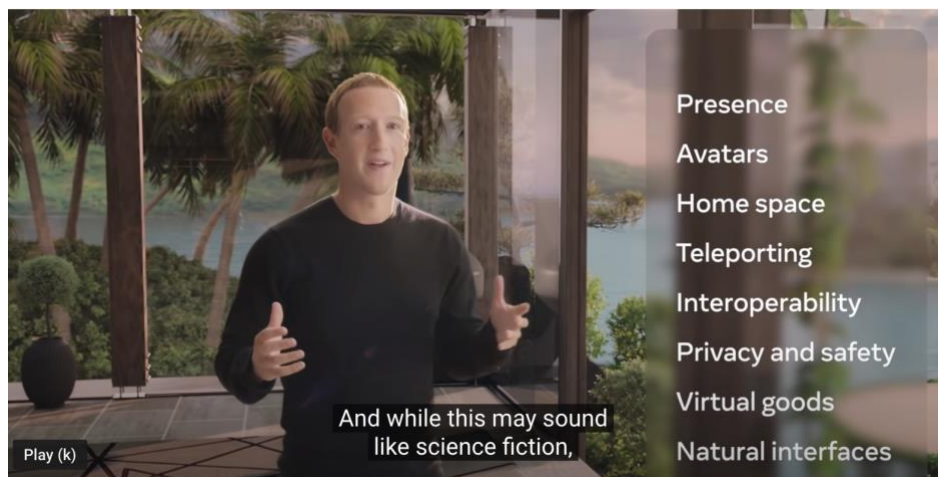 Presence
Avatars
Home space
Teleporting
Interoperability
Privacy and safety
Virtual goods
Natural interfaces
And while this may sound
like science fiction,
Play (k)